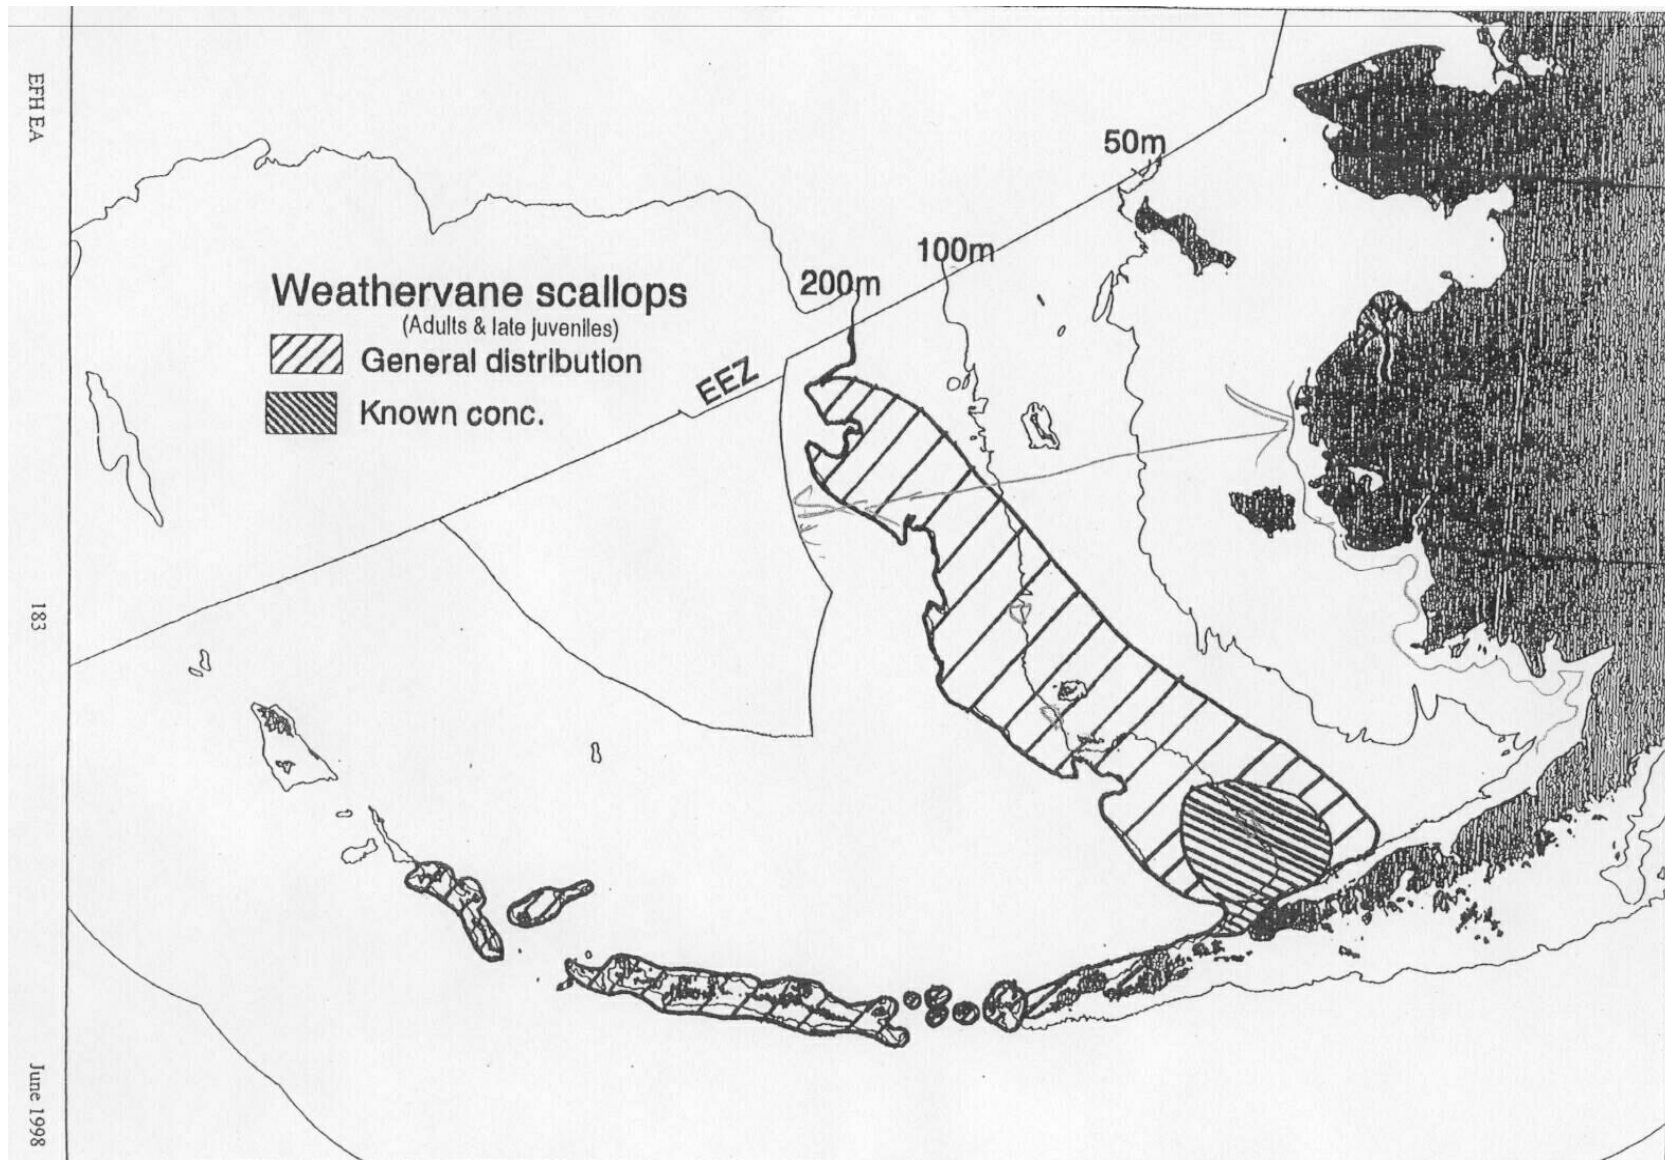 EFH EA
183
June 1998
50m
100m
200m
Weathervane scallops
(Adults & late juveniles)
General distribution
Known conc.
EEZ